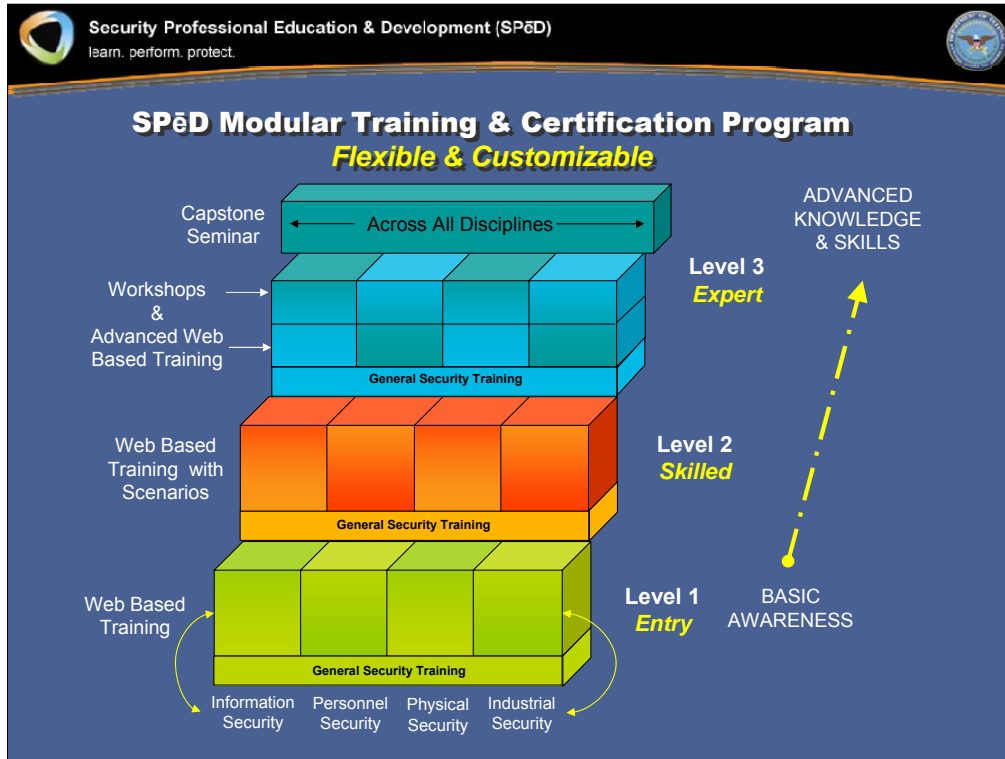 Security Professional Education & Development (SPēD)
learn. perform. protect.
SPēD Modular Training & Certification Program
Flexible & Customizable
Capstone
Seminar
Across All Disciplines
ADVANCED
KNOWLEDGE
& SKILLS
Level 3
Expert
Workshops
&
Advanced Web
Based Training
General Security Training
Web Based
Training with
Scenarios
Level 2
Skilled
General Security Training
Web Based
Training
Level 1
Entry
BASIC
AWARENESS
General Security Training
Information
Security
Personnel
Security
Physical
Security
Industrial
Security